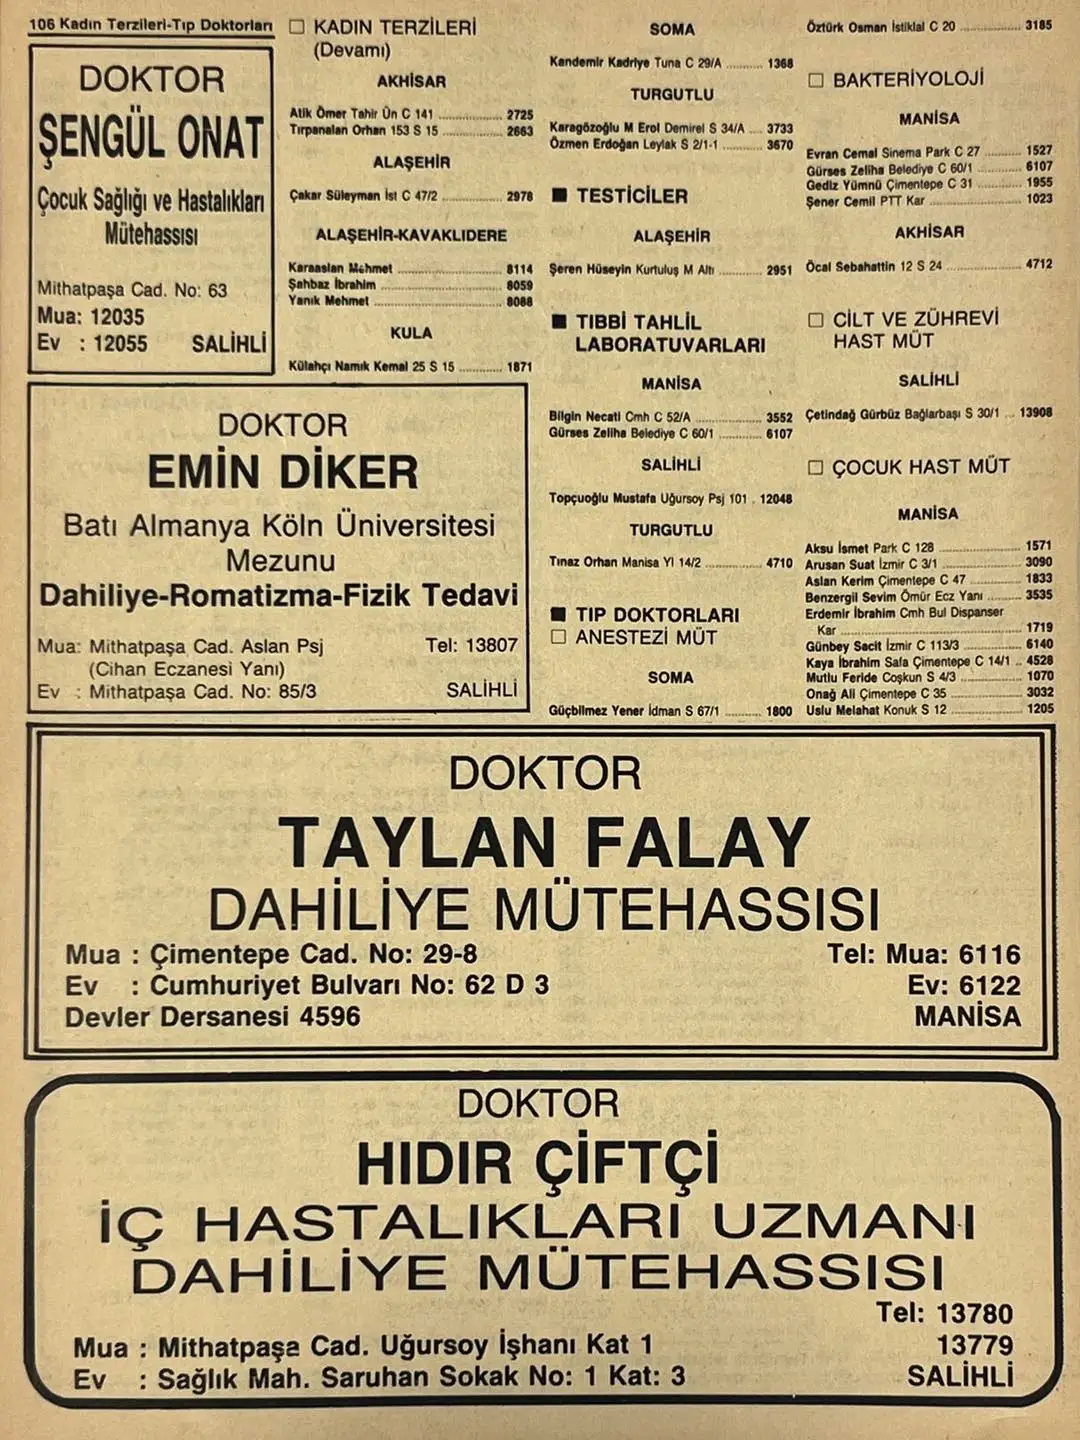 106 Kadın Terzileri-Tıp Doktorları
DOKTOR
ŞENGÜL ONAT
Çocuk Sağlığı ve Hastalıkları
Mütehassısı
Mithatpaşa Cad. No: 63
Mua: 12035
Ev : 12055 SALİHLİ
□ KADIN TERZİLERİ
(Devamı)
AKHİSAR
Atik Ömer Tahir Ün C 141 .................. 2725
Tırpanalan Orhan 153 S 15 ................ 2663
ALAŞEHİR
Çakar Süleyman İst C 47/2 ................ 2978
ALAŞEHİR-KAVAKLIDERE
Karaaslan Mehmet ........................... 8114
Şahbaz İbrahim ................................ 8059
Yanık Mehmet ................................. 8088
KULA
Külahçı Namık Kemal 25 S 15 ............ 1871
DOKTOR
EMİN DİKER
Batı Almanya Köln Üniversitesi
Mezunu
Dahiliye-Romatizma-Fizik Tedavi
Mua: Mithatpaşa Cad. Aslan Psj Tel: 13807
(Cihan Eczanesi Yanı)
Ev : Mithatpaşa Cad. No: 85/3 SALİHLİ
SOMA
Kandemir Kadriye Tuna C 29/A .......... 1368
TURGUTLU
Karagözoğlu M Erol Demirel S 34/A .... 3733
Özmen Erdoğan Leylak S 2/1-1 ........... 3670
■ TESTİCİLER
ALAŞEHİR
Şeren Hüseyin Kurtuluş M Altı ............ 2951
■ TIBBİ TAHLİL
LABORATUVARLARI
MANİSA
Bilgin Necati Cmh C 52/A .................. 3552
Gürses Zeliha Belediye C 60/1 ............ 6107
SALİHLİ
Topçuoğlu Mustafa Uğursoy Psj 101 . 12048
TURGUTLU
Tınaz Orhan Manisa Yl 14/2 ............... 4710
■ TIP DOKTORLARI
□ ANESTEZİ MÜT
SOMA
Güçbilmez Yener İdman S 67/1 .......... 1800
Öztürk Osman İstiklal C 20 ................. 3185
□ BAKTERİYOLOJİ
MANİSA
Evran Cemal Sinema Park C 27 .......... 1527
Gürses Zeliha Belediye C 60/1 ............ 6107
Gediz Yümnü Çimentepe C 31 ............ 1955
Şener Cemil PTT Kar ......................... 1023
AKHİSAR
Öcal Sebahattin 12 S 24 .................... 4712
□ CİLT VE ZÜHREVİ
HAST MÜT
SALİHLİ
Çetindağ Gürbüz Bağlarbaşı S 30/1 ... 13908
□ ÇOCUK HAST MÜT
MANİSA
Aksu İsmet Park C 128 ...................... 1571
Arusan Suat İzmir C 3/1 .................... 3090
Aslan Kerim Çimentepe C 47 ............. 1833
Benzergil Sevim Ömür Ecz Yanı ......... 3535
Erdemir İbrahim Cmh Bul Dispanser
Kar ................................................ 1719
Günbey Sacit İzmir C 113/3 ............... 6140
Kaya İbrahim Safa Çimentepe C 14/1 .. 4528
Mutlu Feride Coşkun S 4/3 ................ 1070
Onağ Ali Çimentepe C 35 .................. 3032
Uslu Melahat Konuk S 12 .................. 1205
DOKTOR
TAYLAN FALAY
DAHİLİYE MÜTEHASSISI
Mua : Çimentepe Cad. No: 29-8 Tel: Mua: 6116
Ev : Cumhuriyet Bulvarı No: 62 D 3 Ev: 6122
Devler Dersanesi 4596 MANİSA
DOKTOR
HIDIR ÇİFTÇİ
İÇ HASTALIKLARI UZMANI
DAHİLİYE MÜTEHASSISI
Tel: 13780
Mua : Mithatpaşa Cad. Uğursoy İşhanı Kat 1 13779
Ev : Sağlık Mah. Saruhan Sokak No: 1 Kat: 3 SALİHLİ